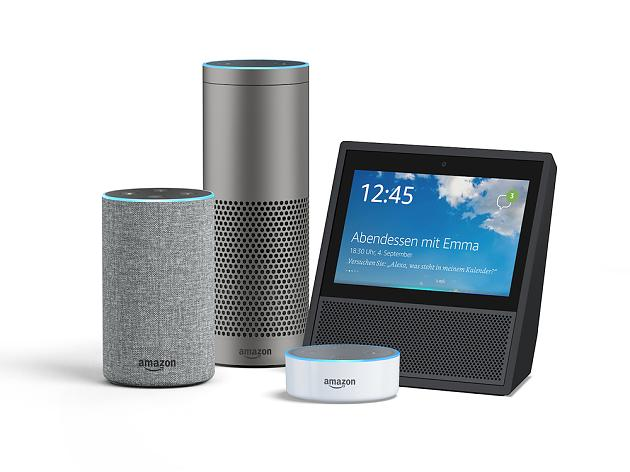 12:45
3
Abendessen mit Emma
18:30 Uhr, 4. September
Versuchen Sie: „Alexa, was steht in meinem Kalender?“
amazon
amazon
amazon